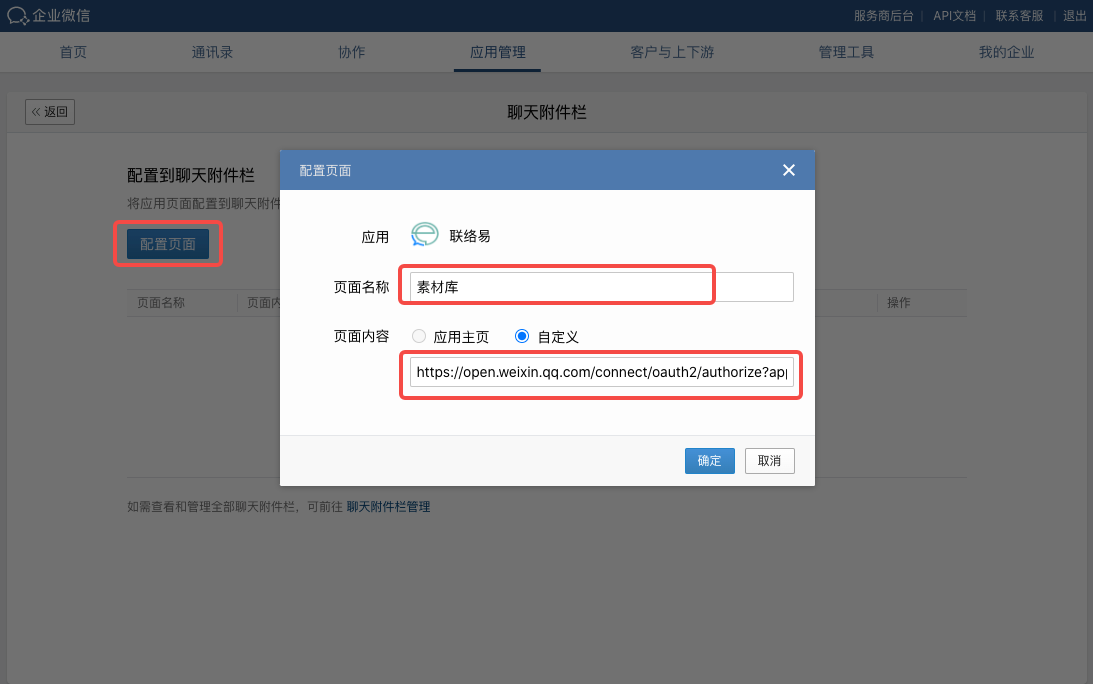 企业微信
服务商后台 | API文档 | 联系客服 | 退出
首页 通讯录 协作 应用管理 客户与上下游 管理工具 我的企业
« 返回
聊天附件栏
配置到聊天附件栏
将应用页面配置到聊天附件
配置页面
页面名称 页面内 操作
如需查看和管理全部聊天附件栏，可前往 聊天附件栏管理
配置页面
应用 联络易
页面名称 素材库
页面内容 应用主页 自定义
https://open.weixin.qq.com/connect/oauth2/authorize?app
确定 取消